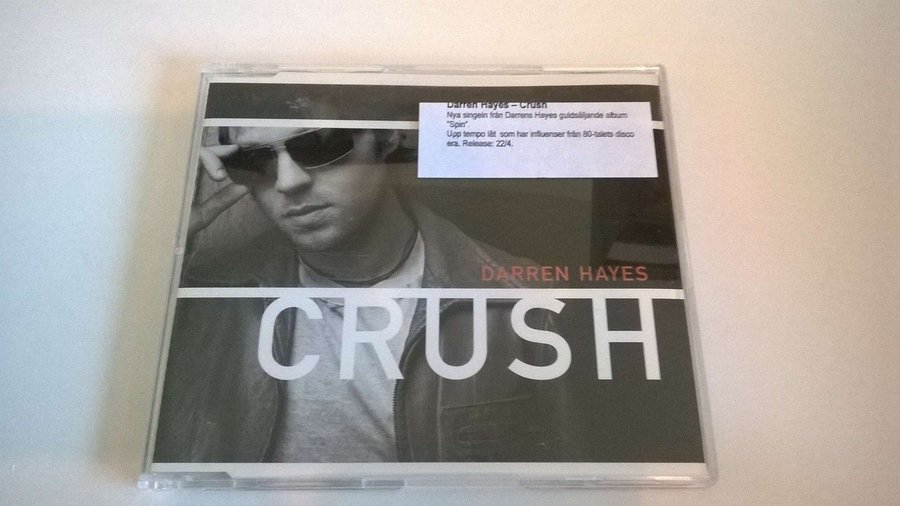 Darren Hayes – Crush
Nya singeln från Darrens Hayes guldsäljande album
"Spin".
Upp tempo låt som har influenser från 80-talets disco
era. Release: 22/4.
DARREN HAYES
CRUSH